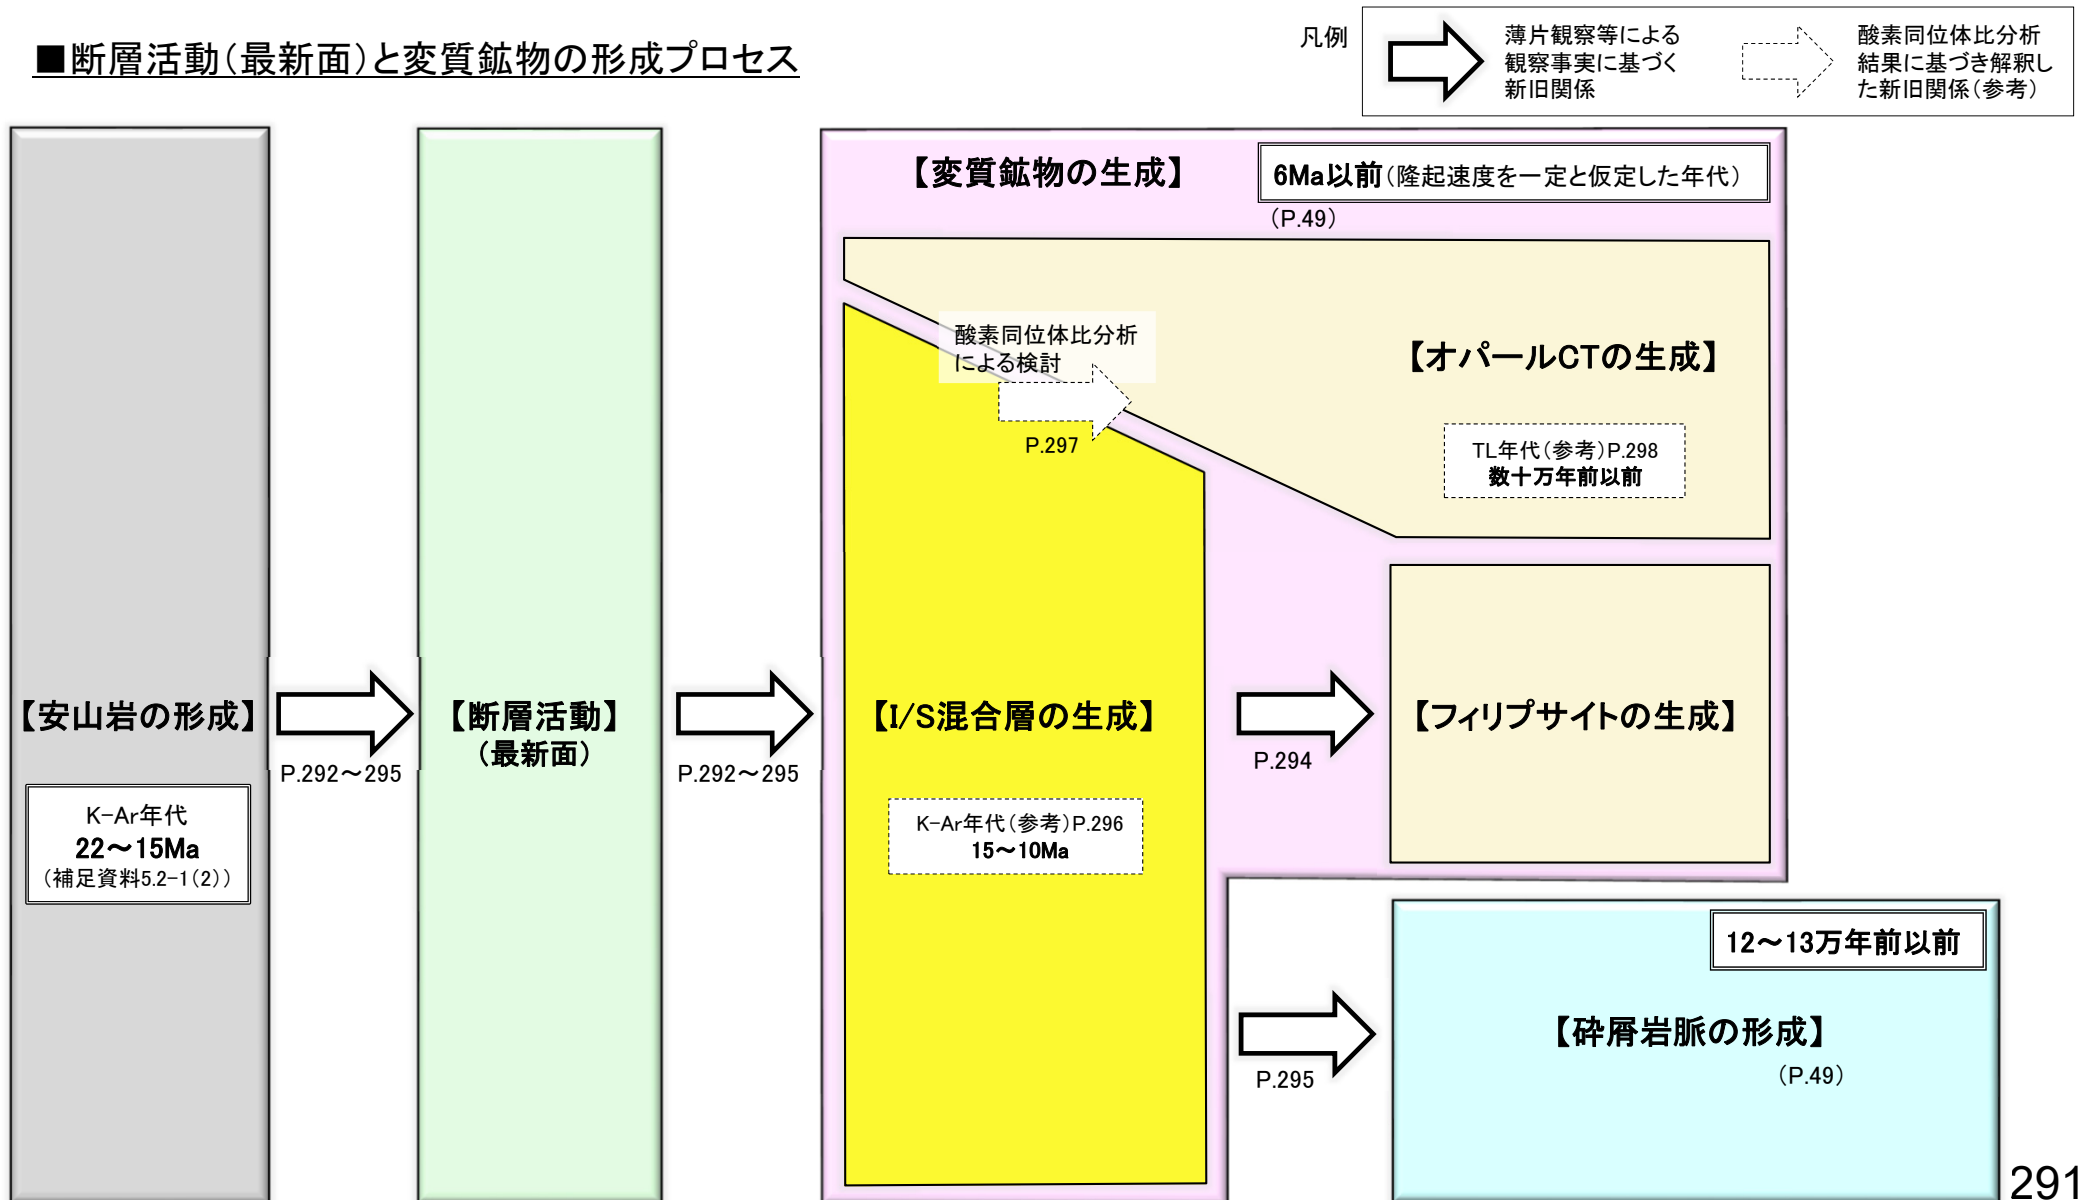 ■断層活動（最新面）と変質鉱物の形成プロセス
凡例
薄片観察等による
観察事実に基づく
新旧関係
酸素同位体比分析
結果に基づき解釈し
た新旧関係（参考）
【安山岩の形成】
K-Ar年代
22～15Ma
（補足資料5.2-1(2)）
P.292～295
【断層活動】
（最新面）
P.292～295
【変質鉱物の生成】
6Ma以前（隆起速度を一定と仮定した年代）
（P.49）
酸素同位体比分析
による検討
P.297
【オパールCTの生成】
TL年代（参考）P.298
数十万年前以前
【I/S混合層の生成】
K-Ar年代（参考）P.296
15～10Ma
P.294
【フィリプサイトの生成】
P.295
12～13万年前以前
【砕屑岩脈の形成】
（P.49）
291